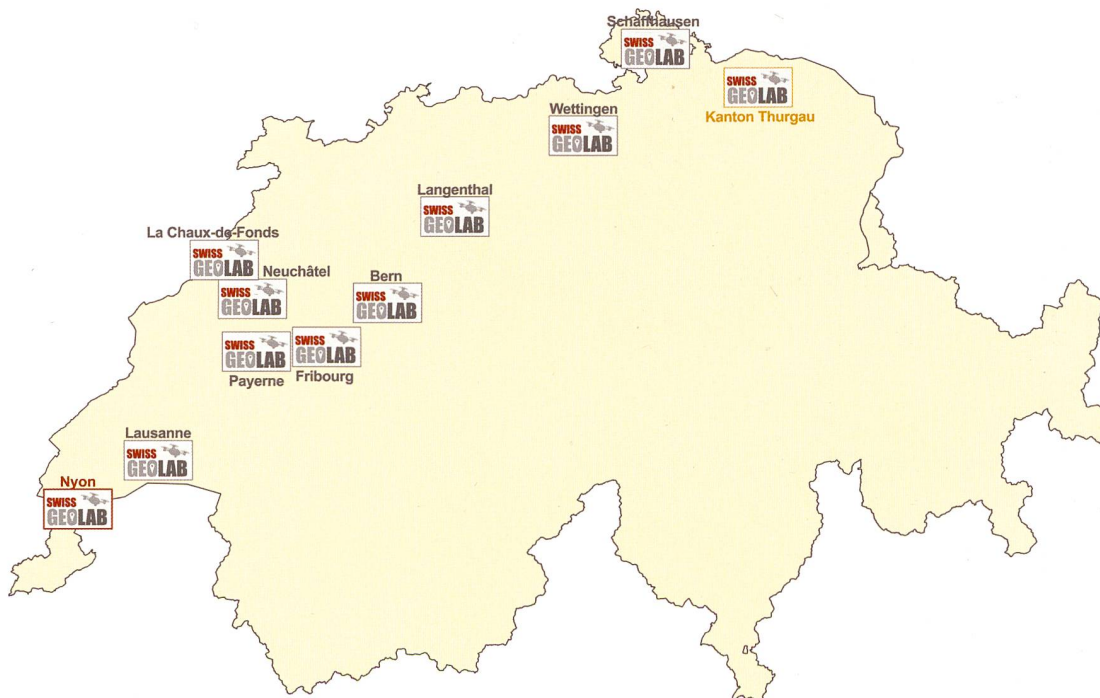 Schaffhausen
SWISS
GEOLAB
SWISS
GEOLAB
Kanton Thurgau
Wettingen
SWISS
GEOLAB
Langenthal
SWISS
GEOLAB
La Chaux-de-Fonds
SWISS
GEOLAB
Neuchâtel
SWISS
GEOLAB
Bern
SWISS
GEOLAB
SWISS
GEOLAB
Payerne
SWISS
GEOLAB
Fribourg
Lausanne
SWISS
GEOLAB
Nyon
SWISS
GEOLAB